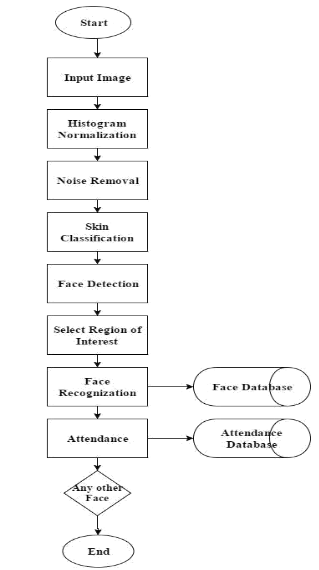 Start
Input Image
Histogram
Normalization
Noise Removal
Skin
Classification
Face Detection
Select Region of
Interest
Face
Recognization
Face Database
Attendance
Attendance
Database
Any other
Face
End